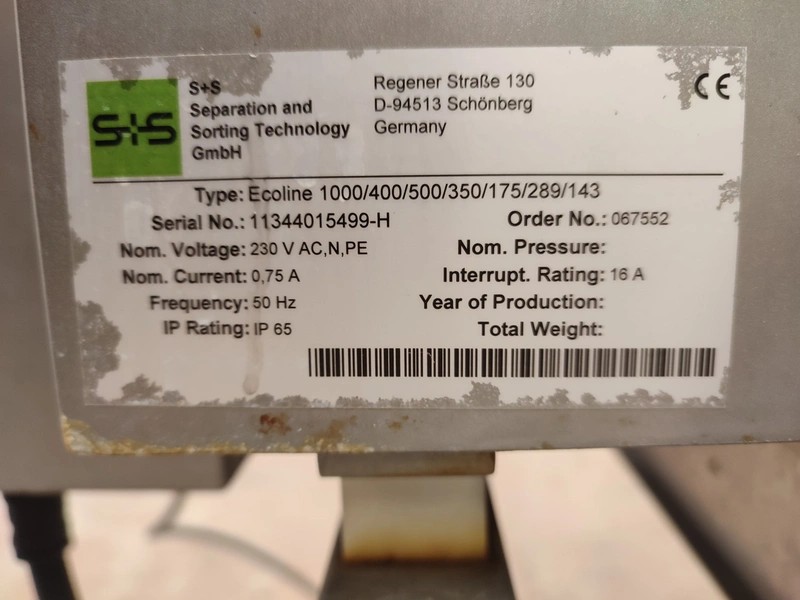 S+S
S+S
Separation and
Sorting Technology
GmbH
Regener Straße 130
D-94513 Schönberg
Germany
CE
Type: Ecoline 1000/400/500/350/175/289/143
Serial No.: 11344015499-H
Order No.: 067552
Nom. Voltage: 230 V AC,N,PE
Nom. Pressure:
Nom. Current: 0,75 A
Interrupt. Rating: 16 A
Frequency: 50 Hz
Year of Production:
IP Rating: IP 65
Total Weight: